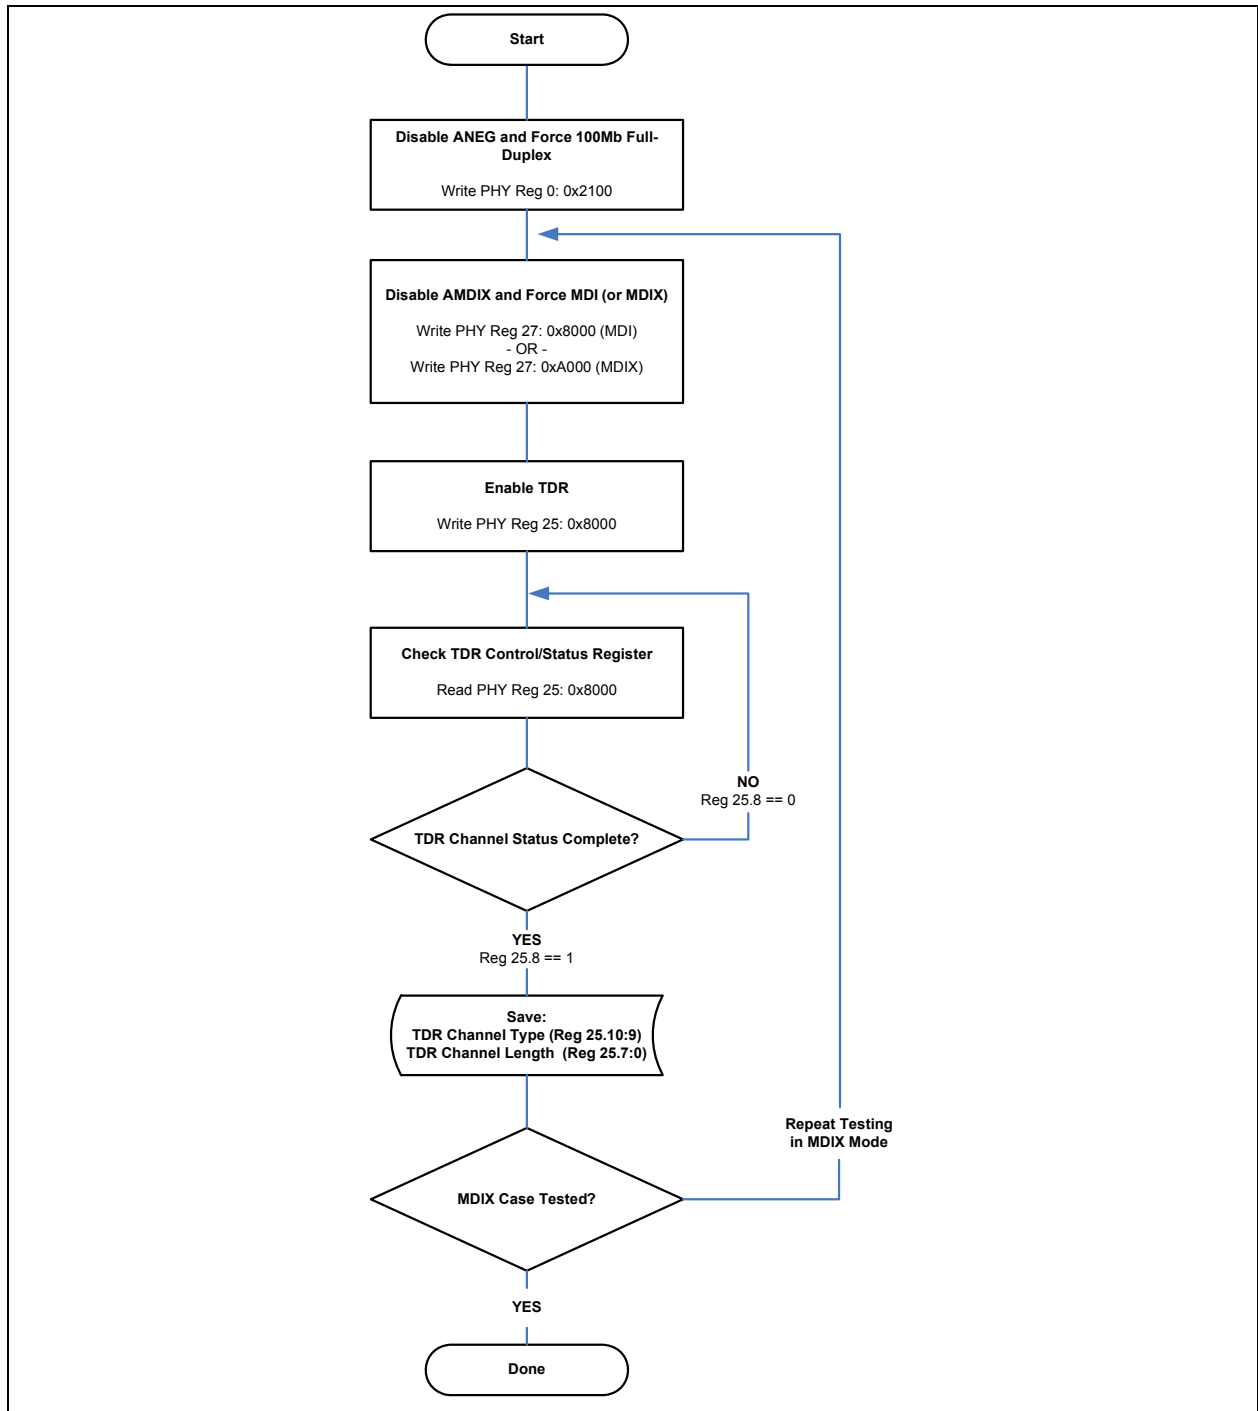 Start
Disable ANEG and Force 100Mb Full-
Duplex
Write PHY Reg 0: 0x2100
Disable AMDIX and Force MDI (or MDIX)
Write PHY Reg 27: 0x8000 (MDI)
- OR -
Write PHY Reg 27: 0xA000 (MDIX)
Enable TDR
Write PHY Reg 25: 0x8000
Check TDR Control/Status Register
Read PHY Reg 25: 0x8000
NO
Reg 25.8 == 0
TDR Channel Status Complete?
YES
Reg 25.8 == 1
Save:
TDR Channel Type (Reg 25.10:9)
TDR Channel Length (Reg 25.7:0)
Repeat Testing
in MDIX Mode
MDIX Case Tested?
YES
Done